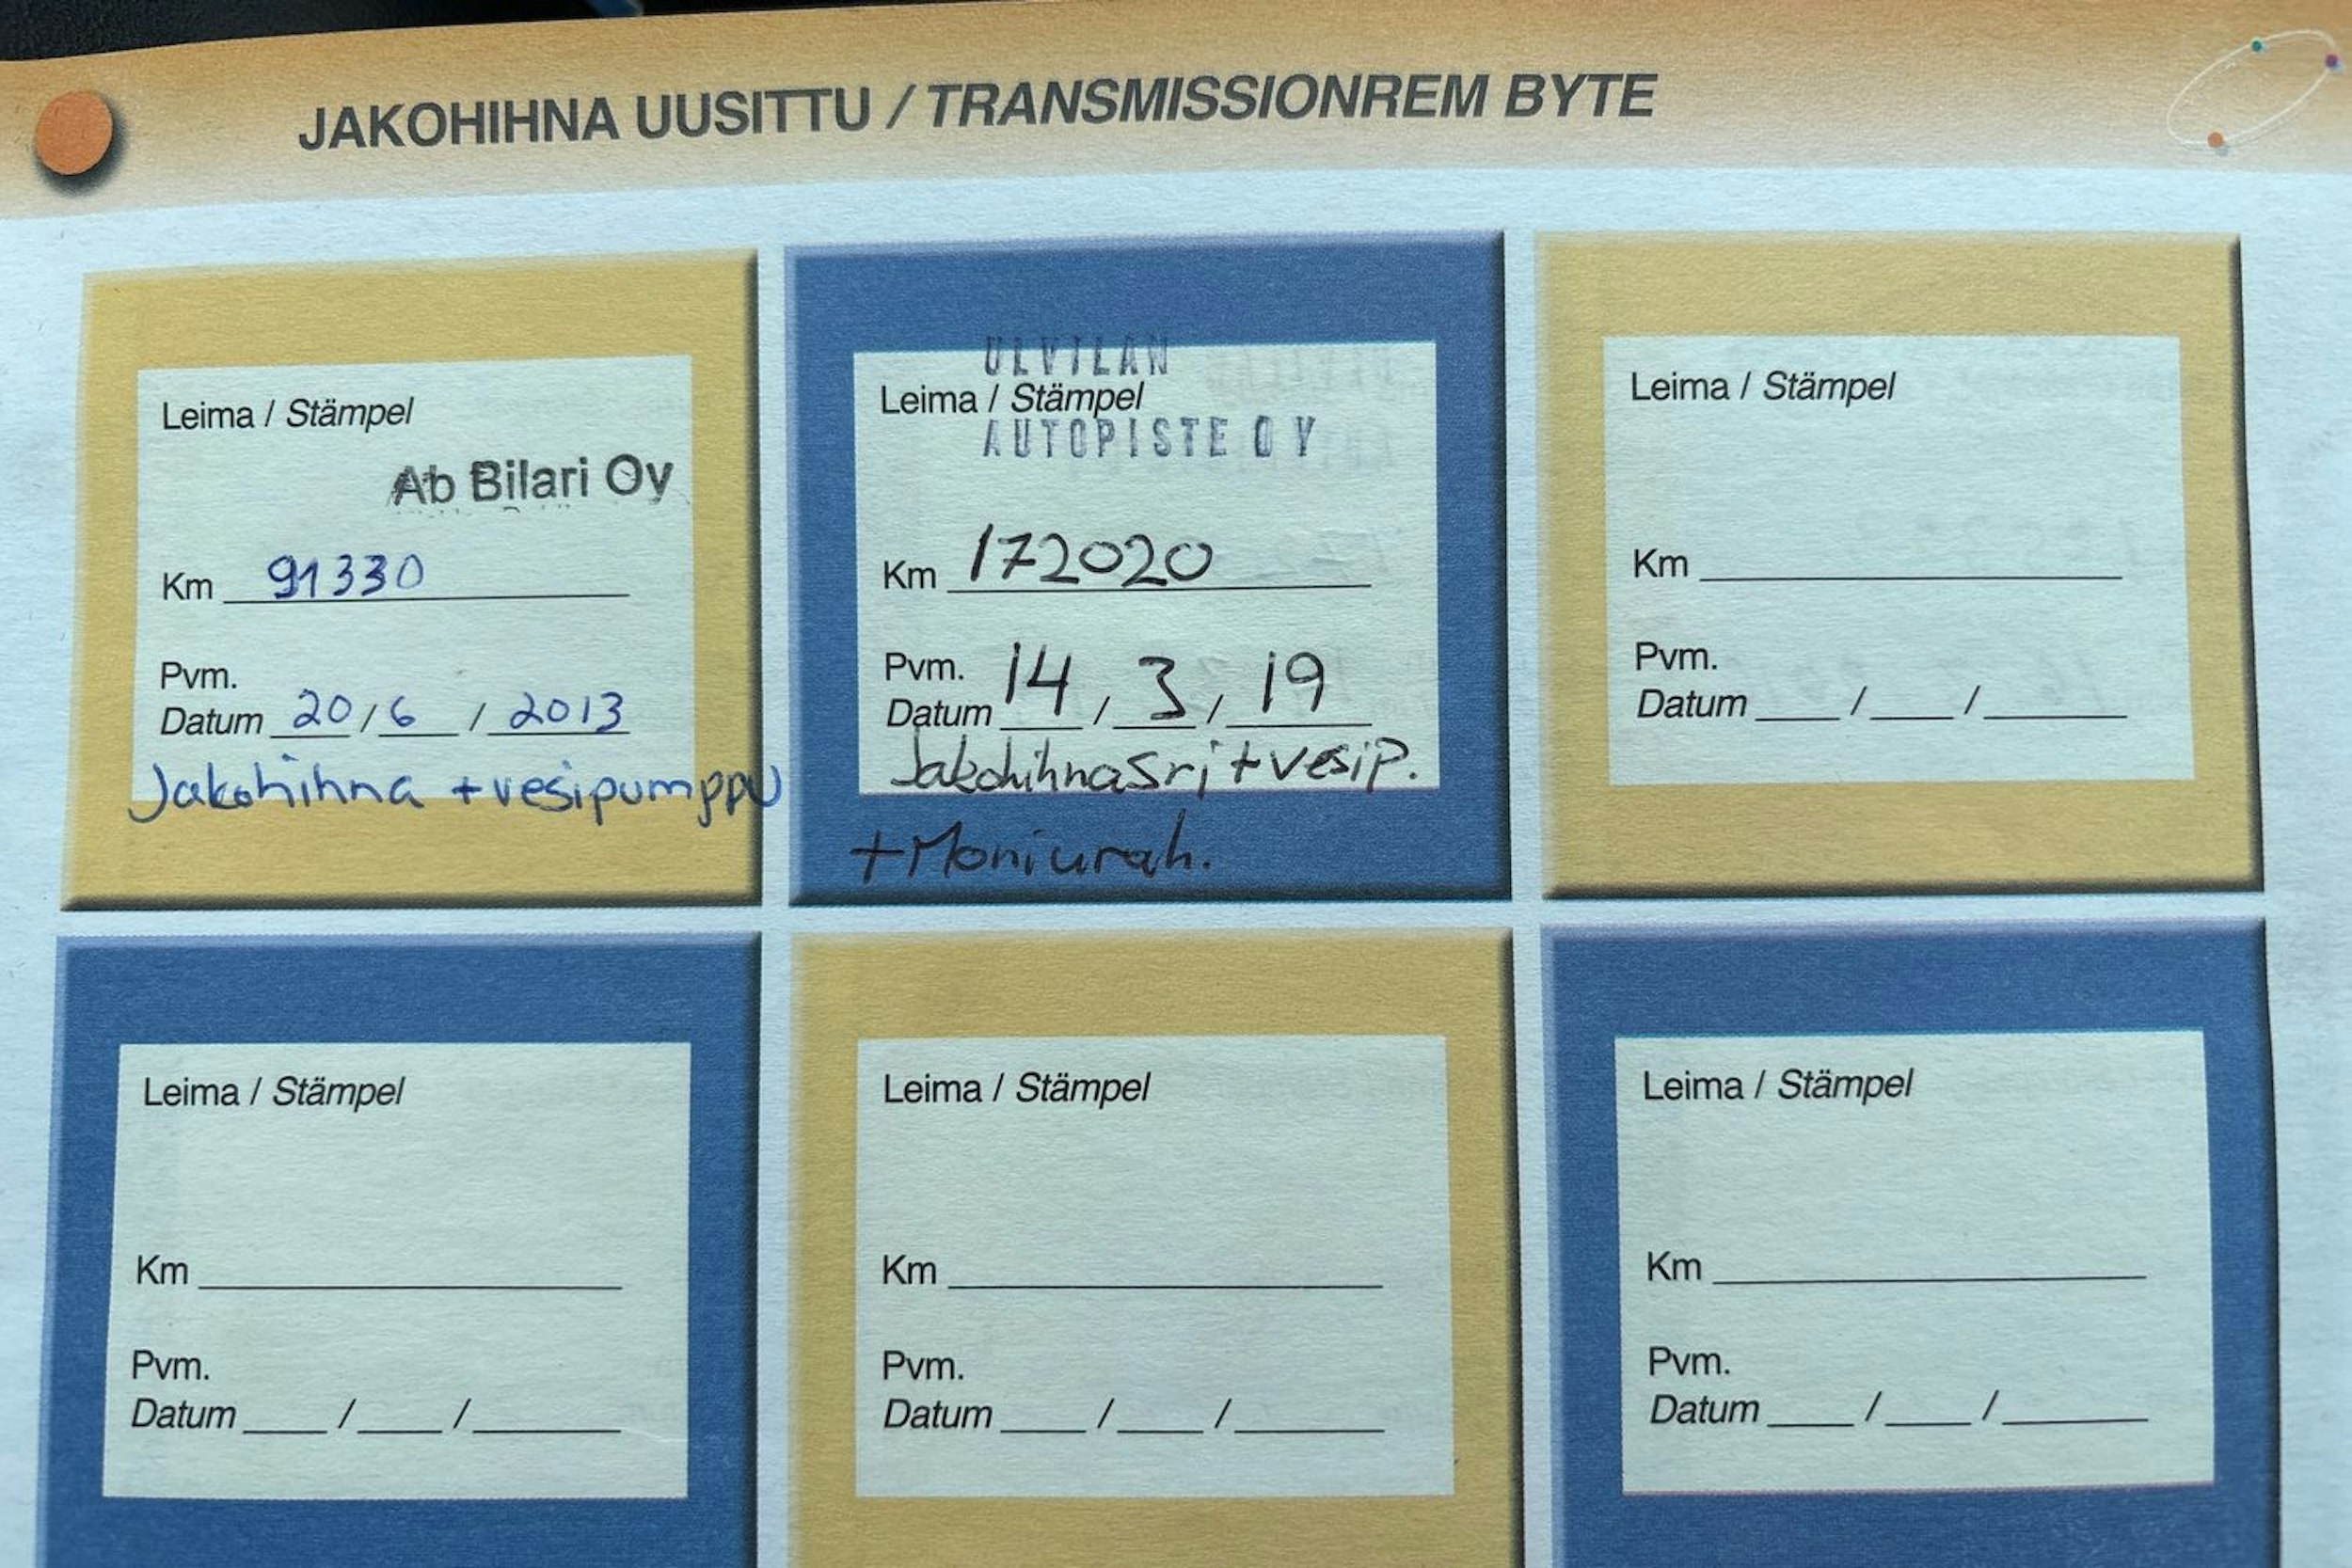 JAKOHIHNA UUSITTU / TRANSMISSIONREM BYTE
Leima / Stämpel
Ab Bilari Oy
Km 91330
Pvm.
Datum 20 / 6 / 2013
Jakohihna + vesipumppu
ULVILAN
Leima / Stämpel
AUTOPISTE OY
Km 172020
Pvm.
Datum 14 / 3 / 19
Jakohihnasrj + vesip.
+ Moniurah.
Leima / Stämpel
Km
Pvm.
Datum / /
Leima / Stämpel
Km
Pvm.
Datum / /
Leima / Stämpel
Km
Pvm.
Datum / /
Leima / Stämpel
Km
Pvm.
Datum / /